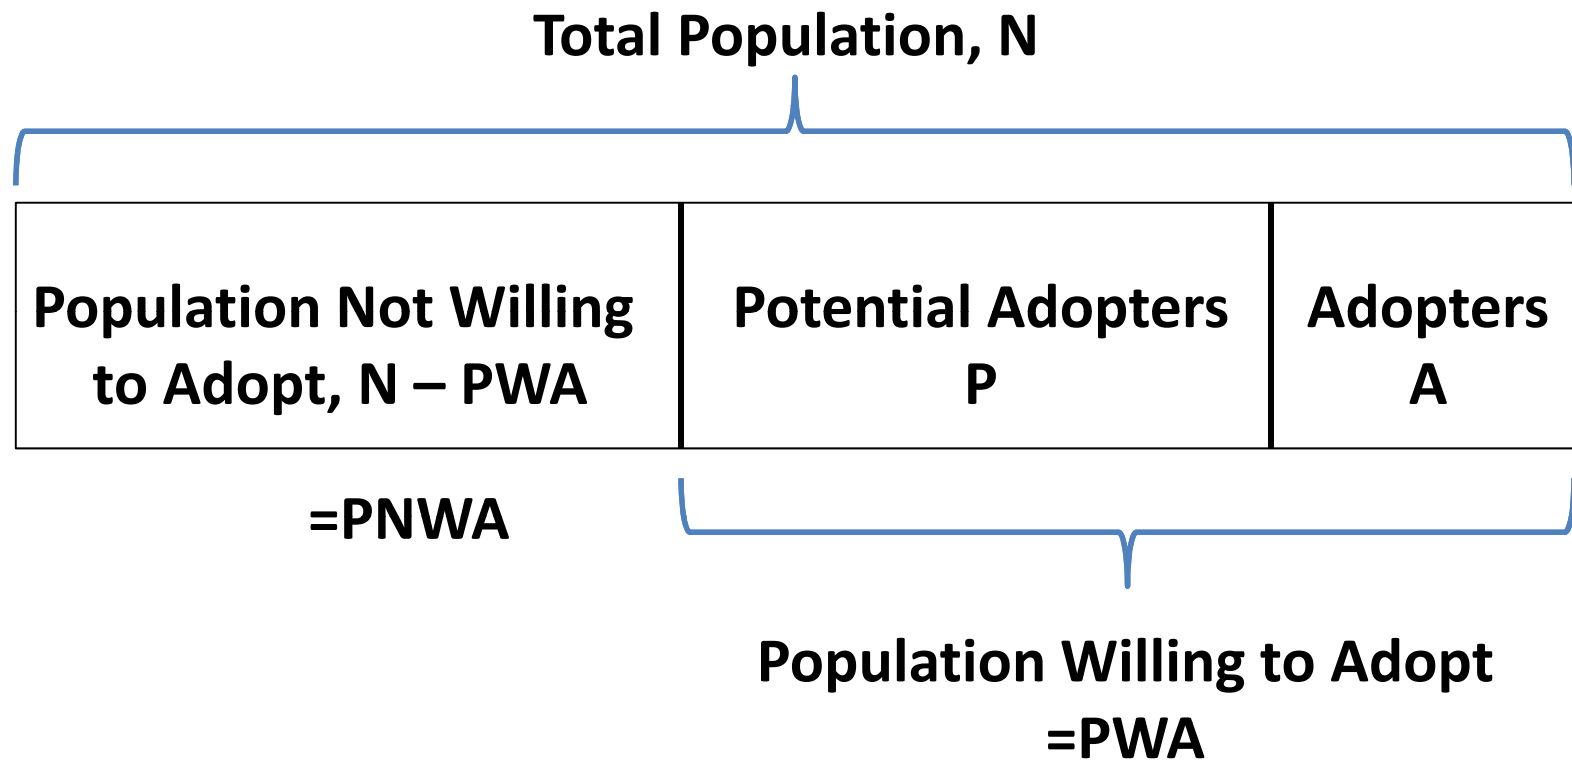 Total Population, N
Population Not Willing
to Adopt, N – PWA
Potential Adopters
P
Adopters
A
=PNWA
Population Willing to Adopt
=PWA